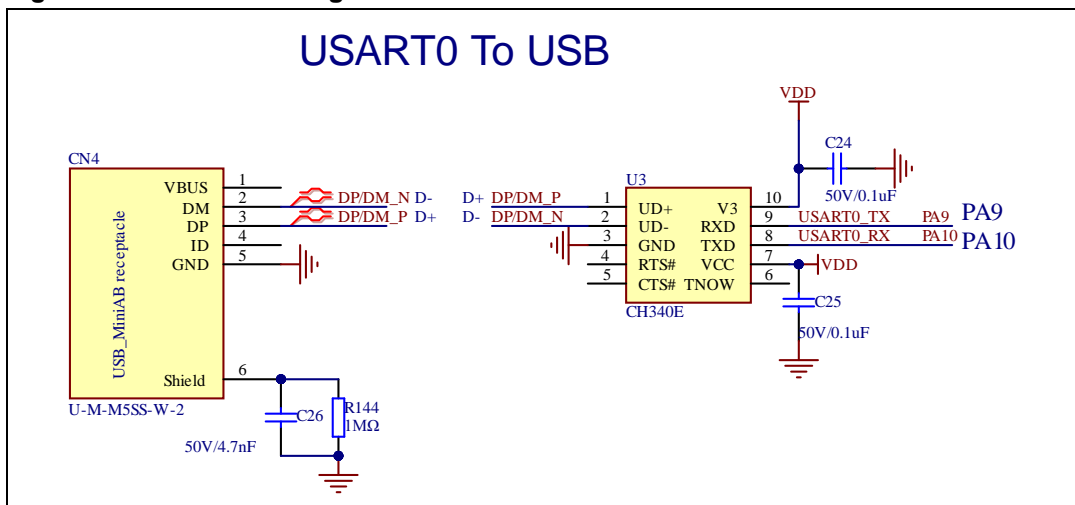 USART0 To USB
VDD
C24
50V/0.1uF
CN4
USB_MiniAB receptacle
VBUS 1
DM 2 DP/DM_N D-
DP 3 DP/DM_P D+
ID 4
GND 5
Shield 6
U-M-M5SS-W-2
C26
50V/4.7nF
R144
1MΩ
U3
D+ DP/DM_P 1 UD+ V3 10
D- DP/DM_N 2 UD- RXD 9 USART0_TX PA9 PA9
3 GND TXD 8 USART0_RX PA10 PA10
4 RTS# VCC 7 VDD
5 CTS# TNOW 6
CH340E
C25
50V/0.1uF